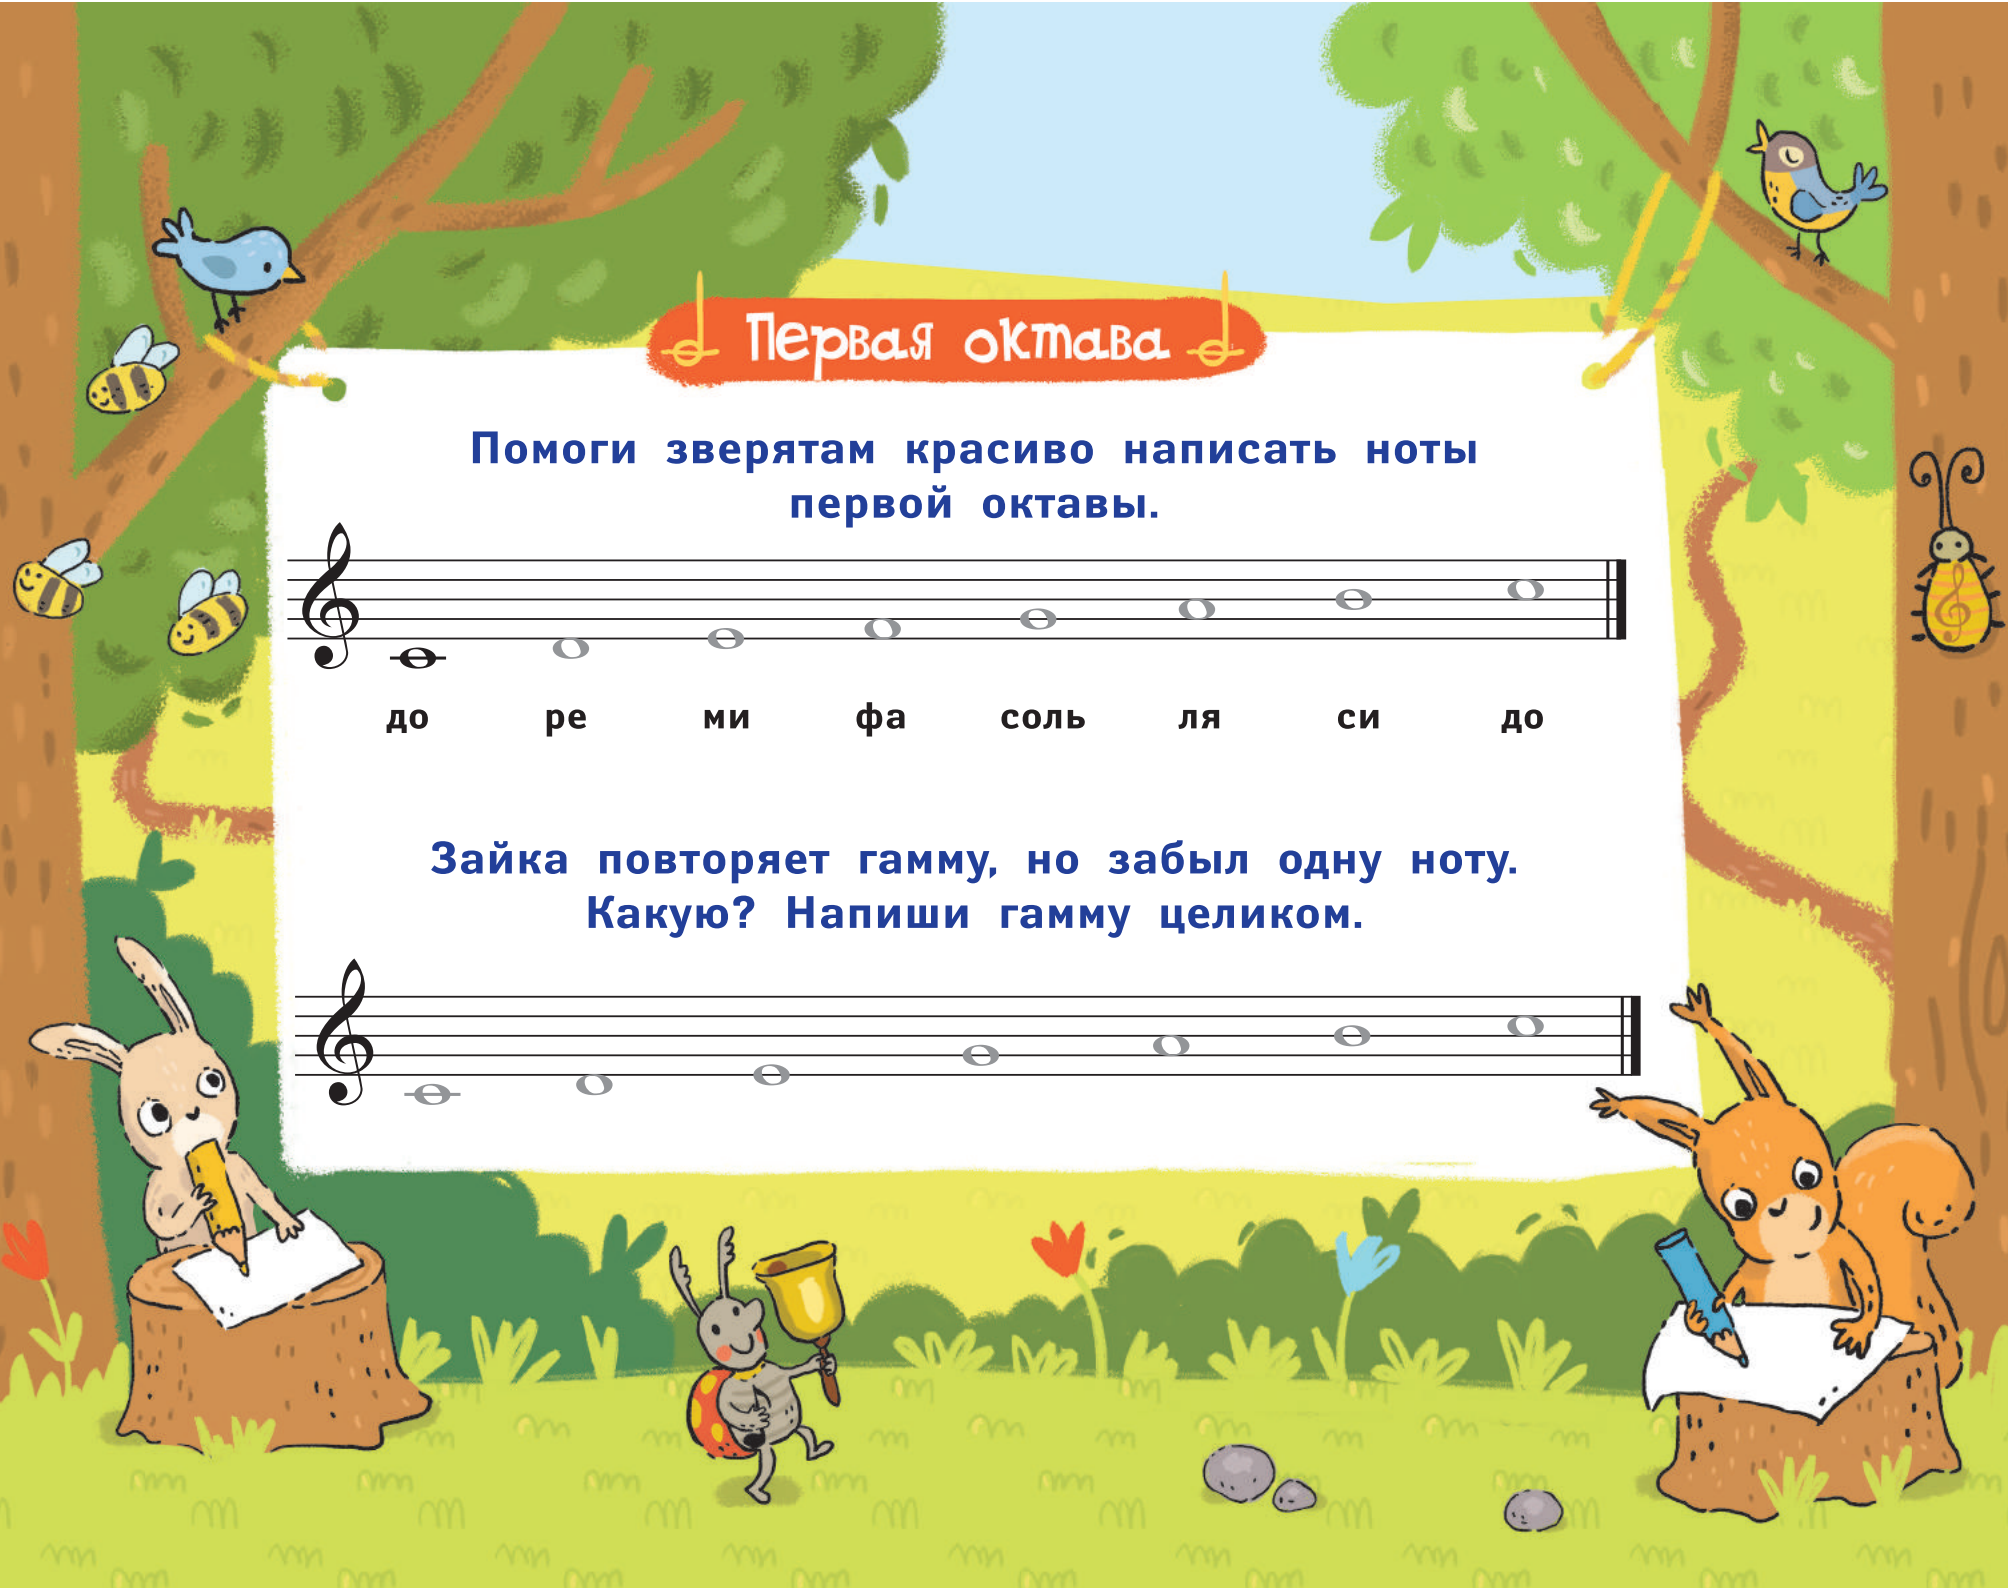 Первая октава
Помоги зверятам красиво написать ноты
первой октавы.
до ре ми фа соль ля си до
Зайка повторяет гамму, но забыл одну ноту.
Какую? Напиши гамму целиком.